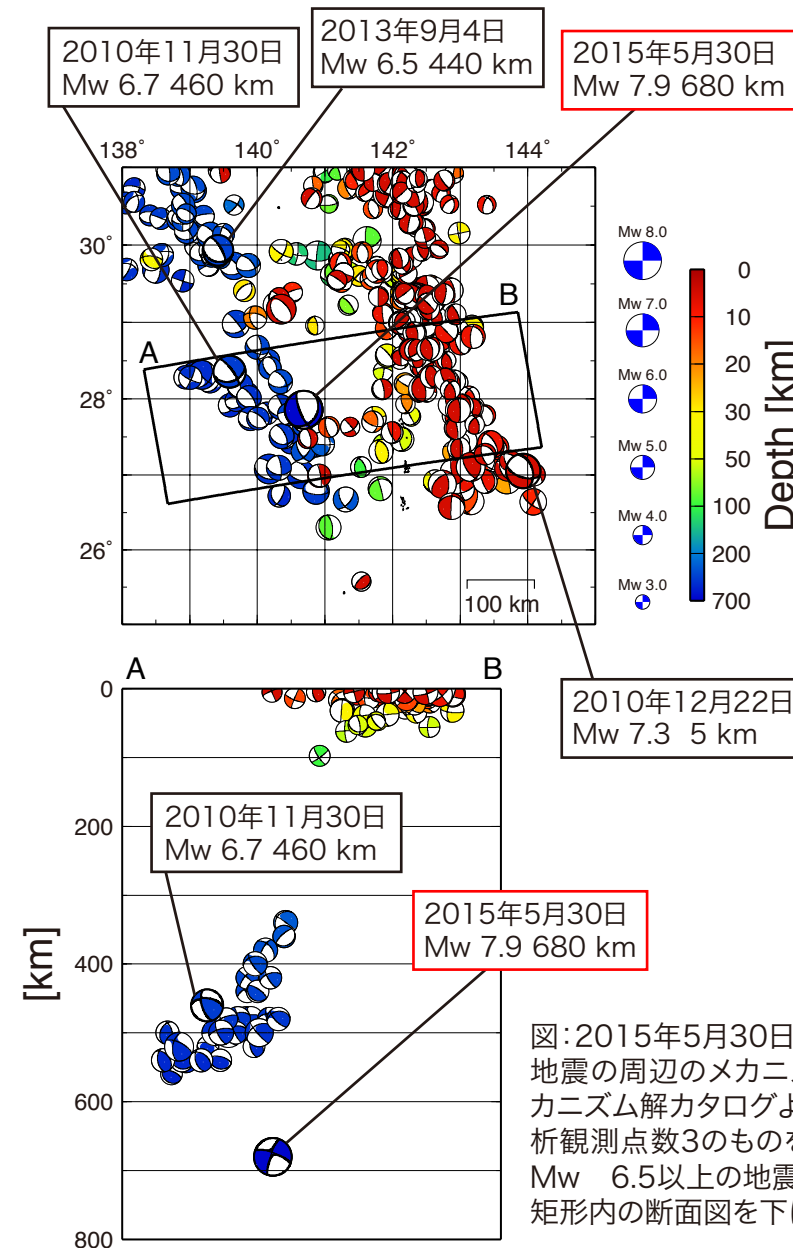 2010年11月30日
Mw 6.7 460 km
2013年9月4日
Mw 6.5 440 km
2015年5月30日
Mw 7.9 680 km
138˚ 140˚ 142˚ 144˚
30˚
28˚
26˚
A
B
100 km
Mw 8.0
Mw 7.0
Mw 6.0
Mw 5.0
Mw 4.0
Mw 3.0
0
10
20
30
50
100
200
700
Depth [km]
2010年12月22日
Mw 7.3 5 km
A B
0
200
400
600
800
[km]
2010年11月30日
Mw 6.7 460 km
2015年5月30日
Mw 7.9 680 km
図：2015年5月30日
地震の周辺のメカニ
カニズム解カタログよ
析観測点数3のものを
Mw 6.5以上の地震
矩形内の断面図を下